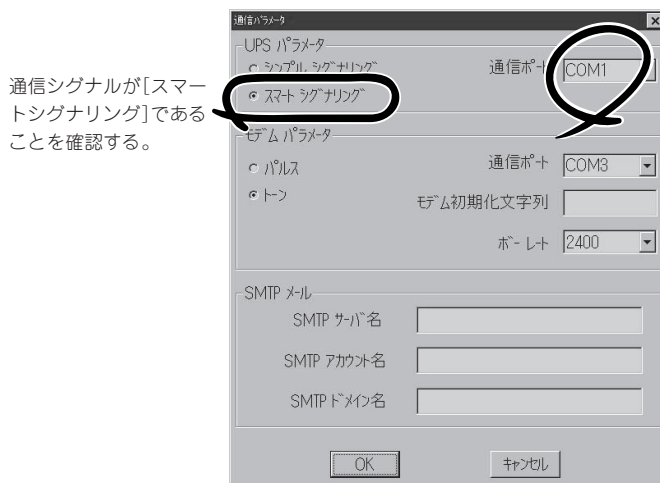 通信パラメータ
UPS パラメータ
シンプル シグナリング
通信ポート COM1
スマート シグナリング
通信シグナルが[スマー
トシグナリング]である
ことを確認する。
モデム パラメータ
パルス
通信ポート COM3
トーン
モデム初期化文字列
ボーレート 2400
SMTP メール
SMTP サーバ名
SMTP アカウント名
SMTP ドメイン名
OK
キャンセル